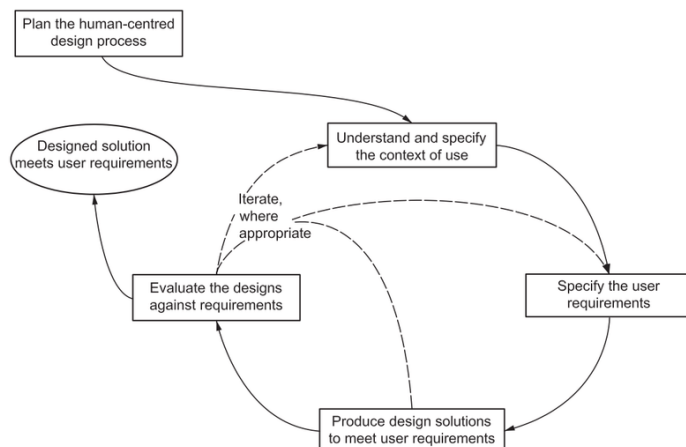 Plan the human-centred
design process
Designed solution
meets user requirements
Understand and specify
the context of use
Iterate,
where
appropriate
Evaluate the designs
against requirements
Specify the user
requirements
Produce design solutions
to meet user requirements